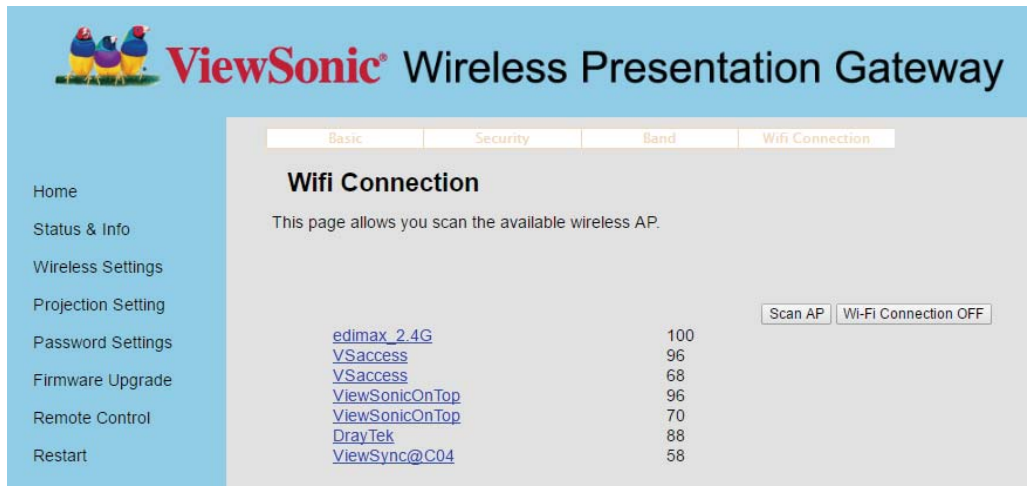 ViewSonic® Wireless Presentation Gateway
Basic Security Band Wifi Connection
Home
Status & Info
Wireless Settings
Projection Setting
Password Settings
Firmware Upgrade
Remote Control
Restart
Wifi Connection
This page allows you scan the available wireless AP.
Scan AP Wi-Fi Connection OFF
edimax_2.4G 100
VSaccess 96
VSaccess 68
ViewSonicOnTop 96
ViewSonicOnTop 70
DrayTek 88
ViewSync@C04 58